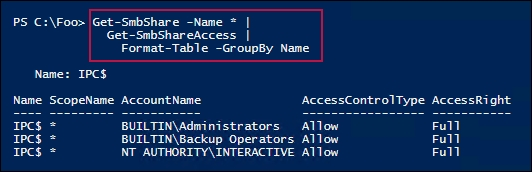 PS C:\Foo> Get-SmbShare -Name * |
Get-SmbShareAccess |
Format-Table -GroupBy Name
Name: IPC$
Name ScopeName AccountName AccessControlType AccessRight
---- --------- ----------- ----------------- -----------
IPC$ * BUILTIN\Administrators Allow Full
IPC$ * BUILTIN\Backup Operators Allow Full
IPC$ * NT AUTHORITY\INTERACTIVE Allow Full